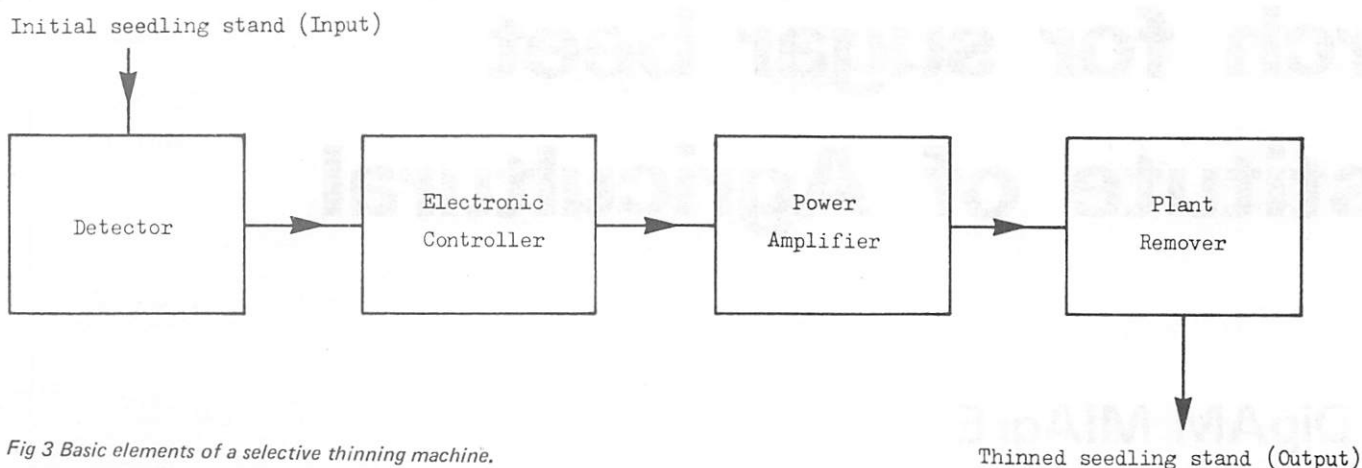 Initial seedling stand (Input)
Detector
Electronic
Controller
Power
Amplifier
Plant
Remover
Fig 3 Basic elements of a selective thinning machine.
Thinned seedling stand (Output)